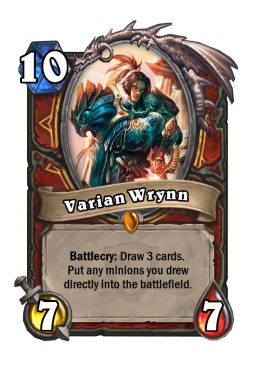 10
Varian Wrynn
Battlecry: Draw 3 cards.
Put any minions you drew
directly into the battlefield.
7
7